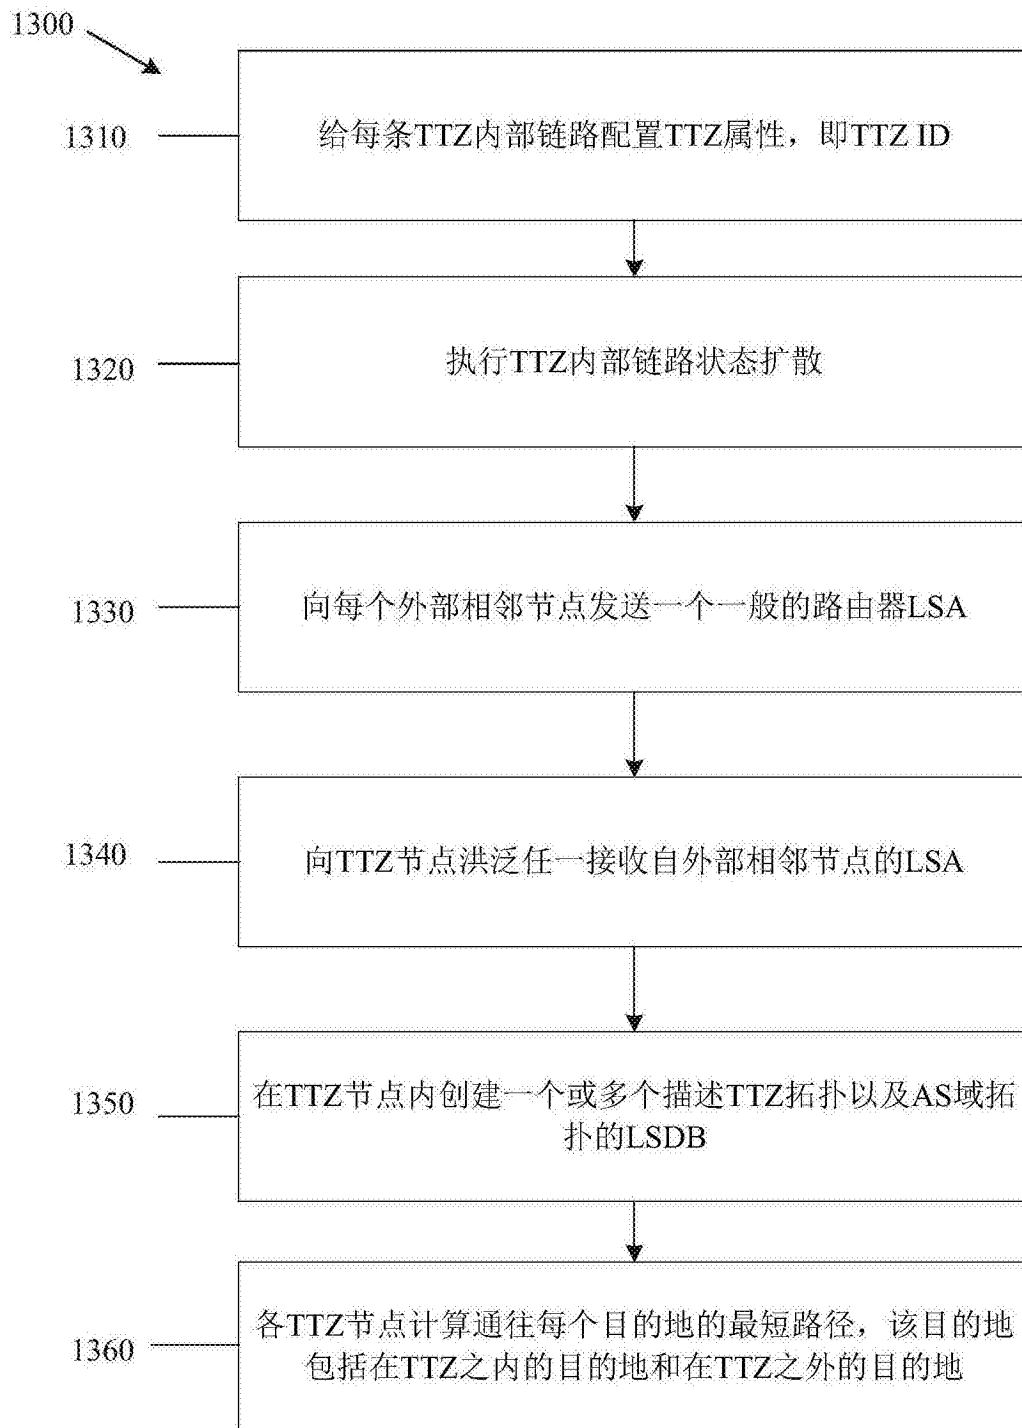 1300
1310
给每条TTZ内部链路配置TTZ属性，即TTZ ID
1320
执行TTZ内部链路状态扩散
1330
向每个外部相邻节点发送一个一般的路由器LSA
1340
向TTZ节点洪泛任一接收自外部相邻节点的LSA
1350
在TTZ节点内创建一个或多个描述TTZ拓扑以及AS域拓
扑的LSDB
1360
各TTZ节点计算通往每个目的地的最短路径，该目的地
包括在TTZ之内的目的地和在TTZ之外的目的地